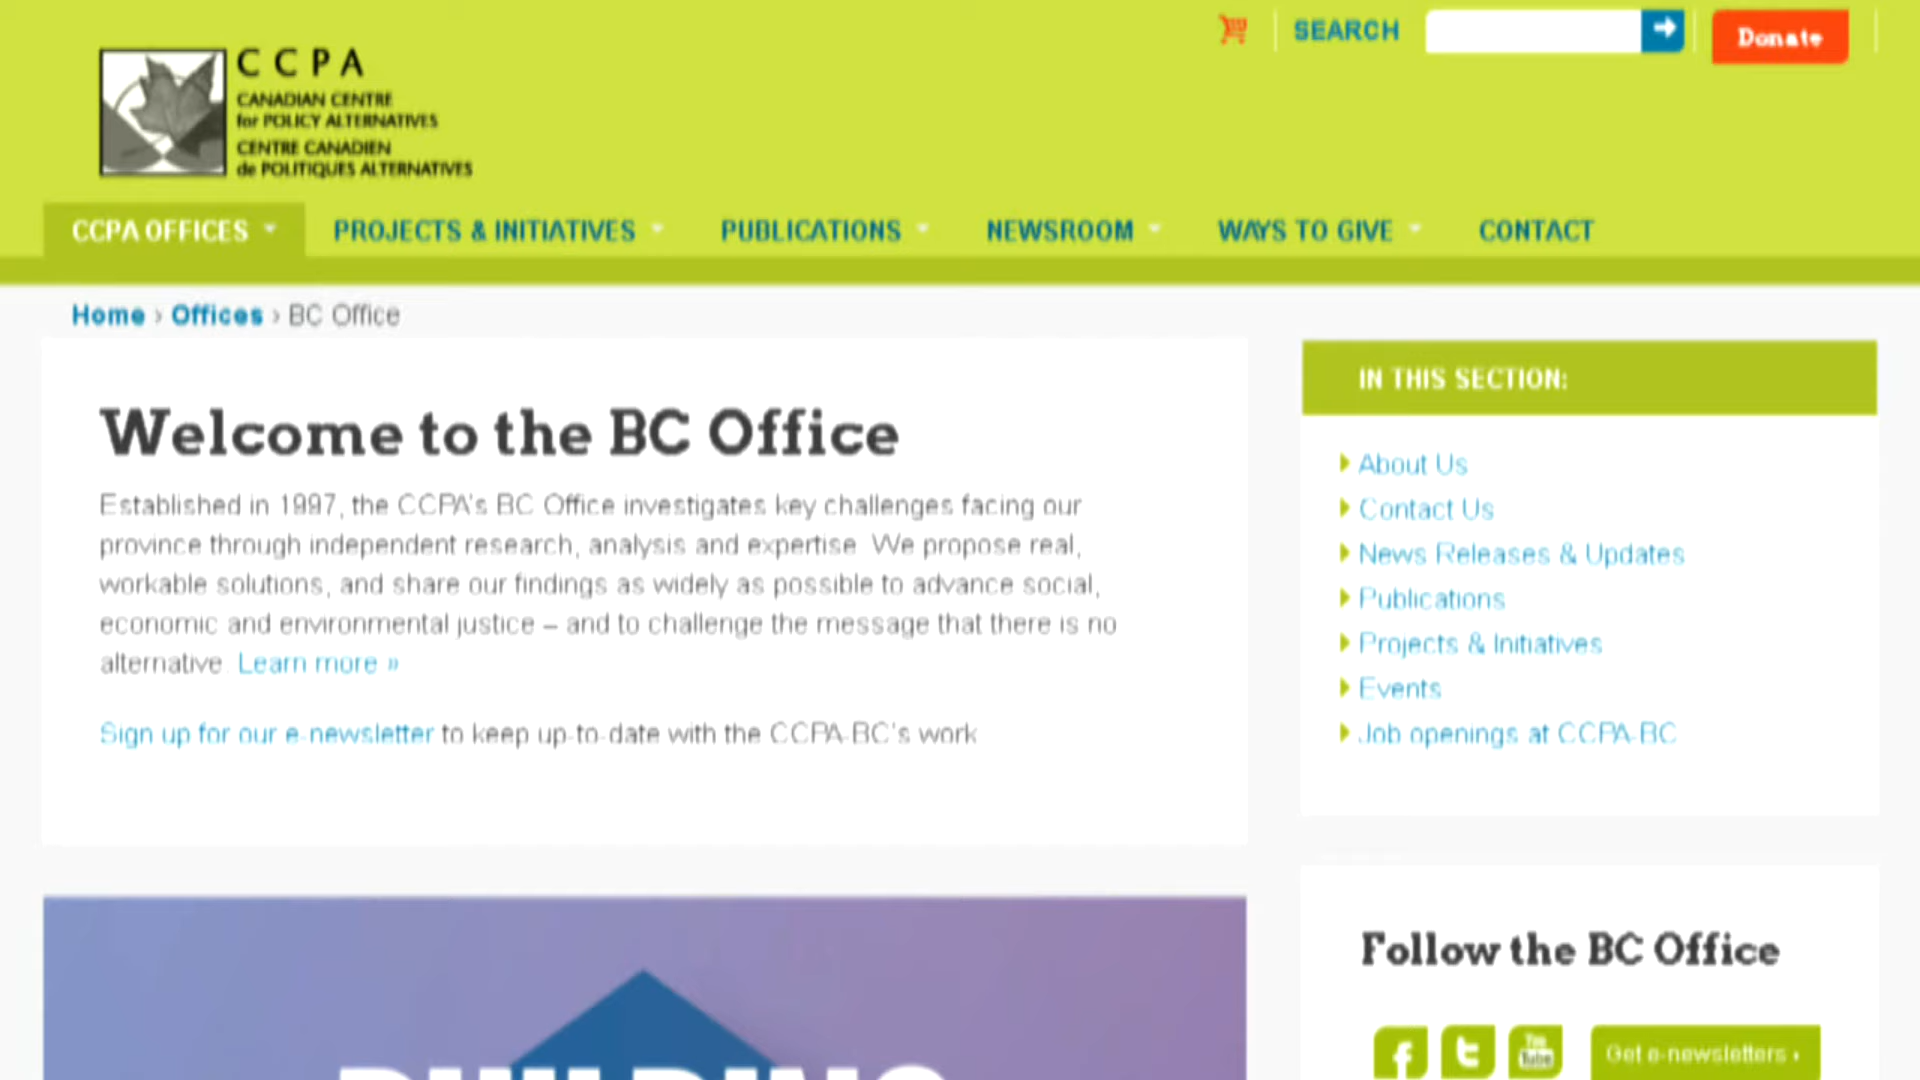 SEARCH
Donate
CCPA
CANADIAN CENTRE
for POLICY ALTERNATIVES
CENTRE CANADIEN
de POLITIQUES ALTERNATIVES
CCPA OFFICES
PROJECTS & INITIATIVES
PUBLICATIONS
NEWSROOM
WAYS TO GIVE
CONTACT
Home › Offices › BC Office
Welcome to the BC Office
Established in 1997, the CCPA's BC Office investigates key challenges facing our
province through independent research, analysis and expertise. We propose real,
workable solutions, and share our findings as widely as possible to advance social,
economic and environmental justice – and to challenge the message that there is no
alternative. Learn more »
Sign up for our e-newsletter to keep up-to-date with the CCPA-BC's work
IN THIS SECTION:
About Us
Contact Us
News Releases & Updates
Publications
Projects & Initiatives
Events
Job openings at CCPA-BC
Follow the BC Office
You
Tube
Get e-newsletters ›
BUILDING